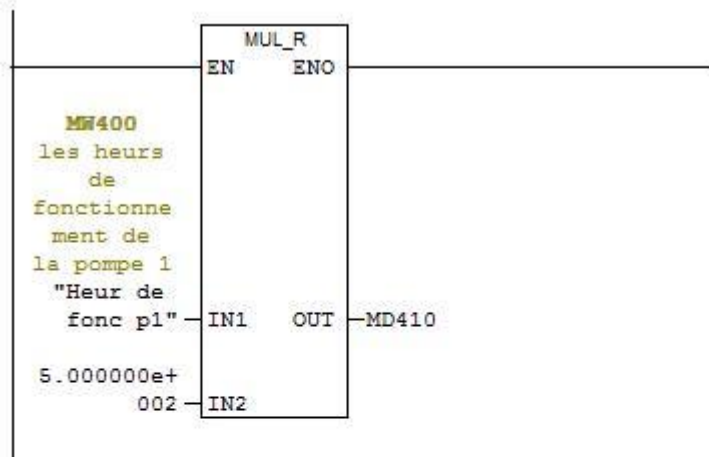 MUL_R
EN ENO
MW400
les heurs
de
fonctionne
ment de
la pompe 1
"Heur de
fonc p1" IN1 OUT MD410
5.000000e+
002 IN2